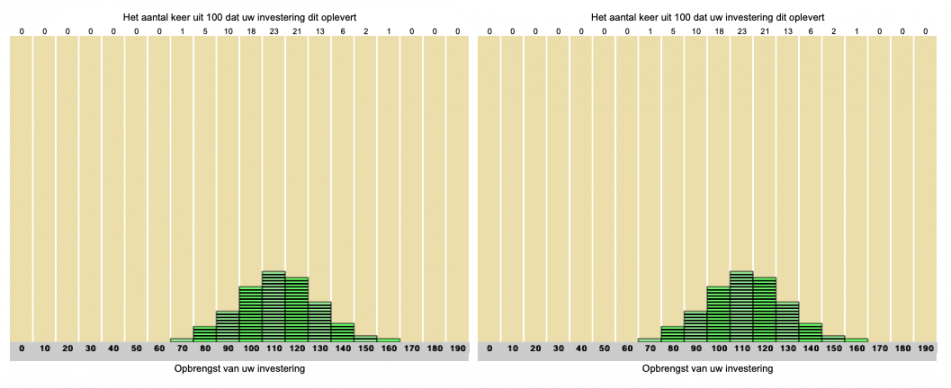 Het aantal keer uit 100 dat uw investering dit oplevert
0 0 0 0 0 0 0 1 5 10 18 23 21 13 6 2 1 0 0 0
0 10 20 30 40 50 60 70 80 90 100 110 120 130 140 150 160 170 180 190
Opbrengst van uw investering
Het aantal keer uit 100 dat uw investering dit oplevert
0 0 0 0 0 0 0 1 5 10 18 23 21 13 6 2 1 0 0 0
0 10 20 30 40 50 60 70 80 90 100 110 120 130 140 150 160 170 180 190
Opbrengst van uw investering